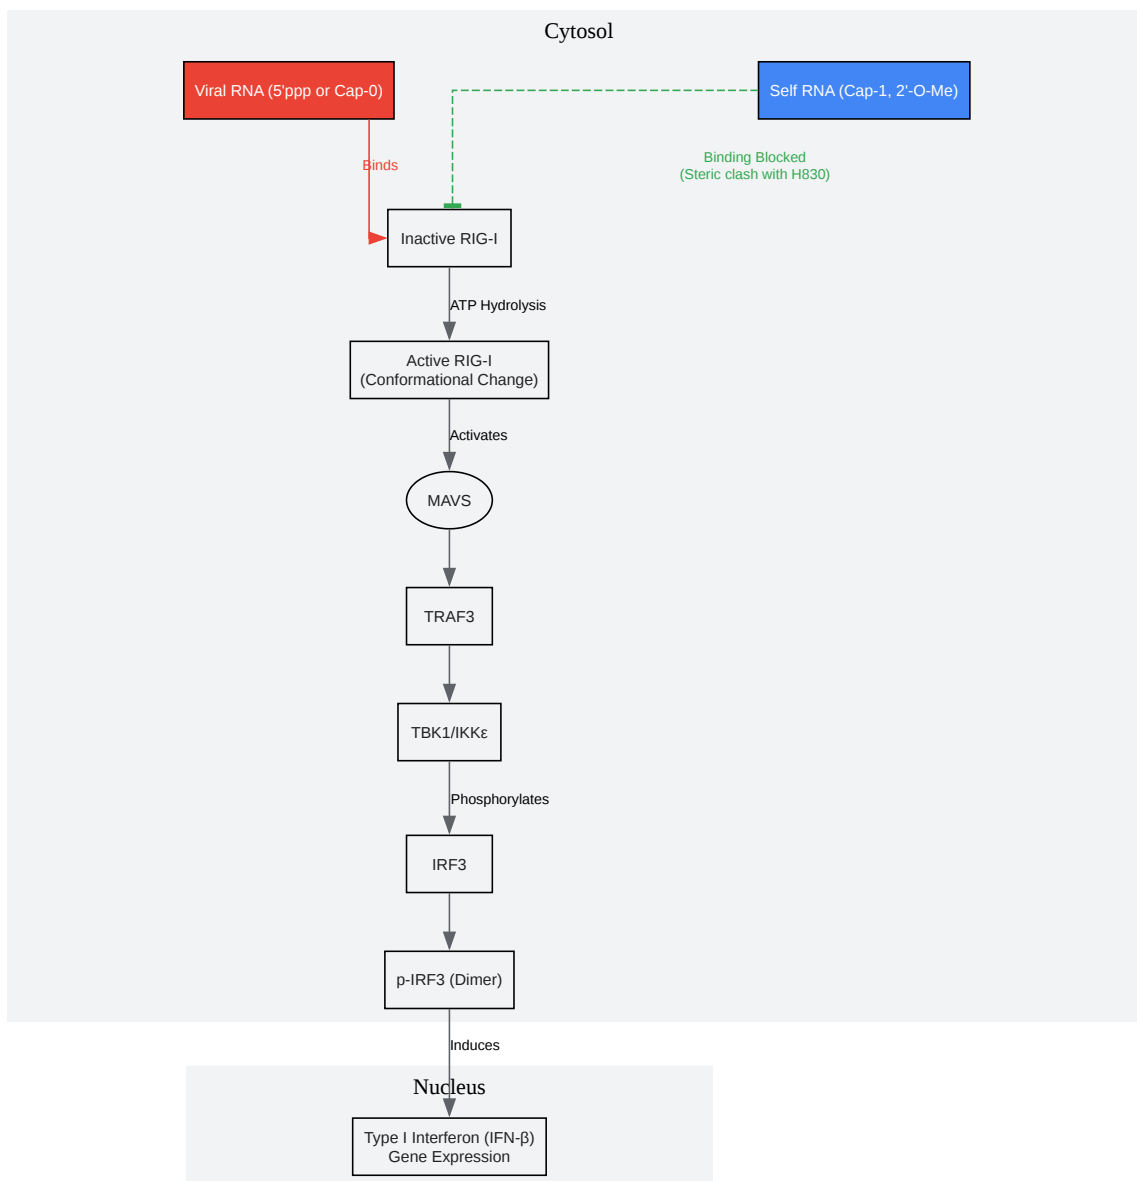 Cytosol
Viral RNA (5'ppp or Cap-0)
Self RNA (Cap-1, 2'-O-Me)
Binds
Binding Blocked
(Steric clash with H830)
Inactive RIG-I
ATP Hydrolysis
Active RIG-I
(Conformational Change)
Activates
MAVS
TRAF3
TBK1/IKKε
Phosphorylates
IRF3
p-IRF3 (Dimer)
Induces
Nucleus
Type I Interferon (IFN-β)
Gene Expression